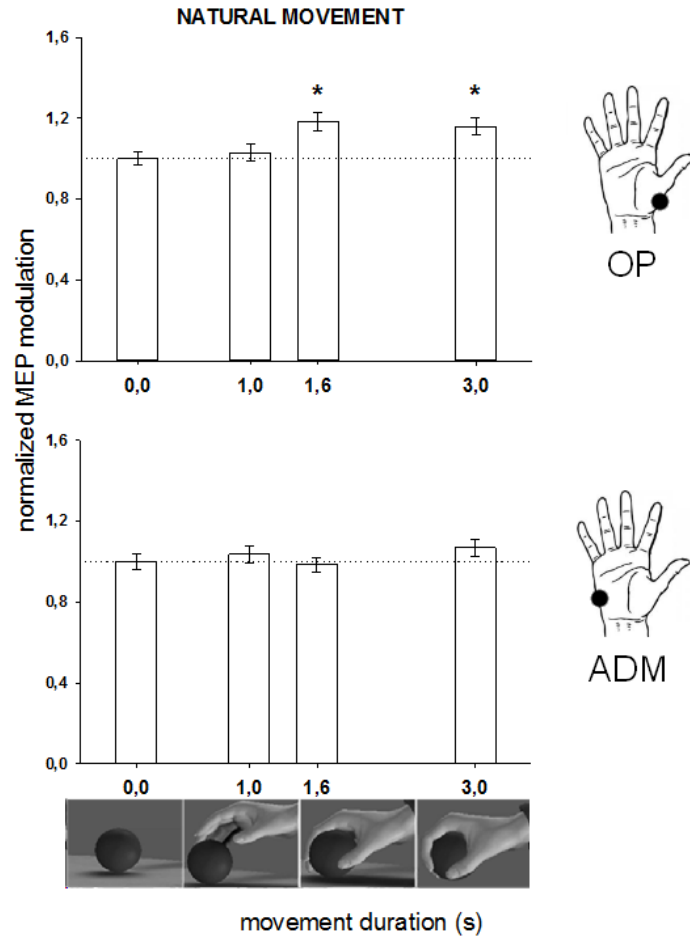 NATURAL MOVEMENT
1,6
1,2
0,8
0,4
0,0
* *
0,0 1,0 1,6 3,0
OP
normalized MEP modulation
1,6
1,2
0,8
0,4
0,0
0,0 1,0 1,6 3,0
ADM
movement duration (s)